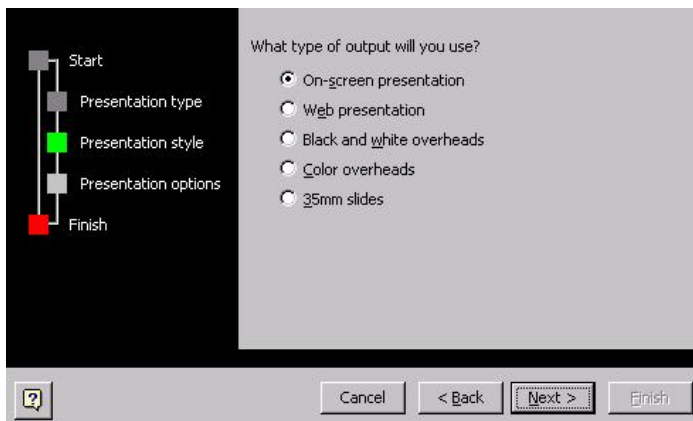 Start
Presentation type
Presentation style
Presentation options
Finish
What type of output will you use?
On-screen presentation
Web presentation
Black and white overheads
Color overheads
35mm slides
?
Cancel
< Back
Next >
Finish